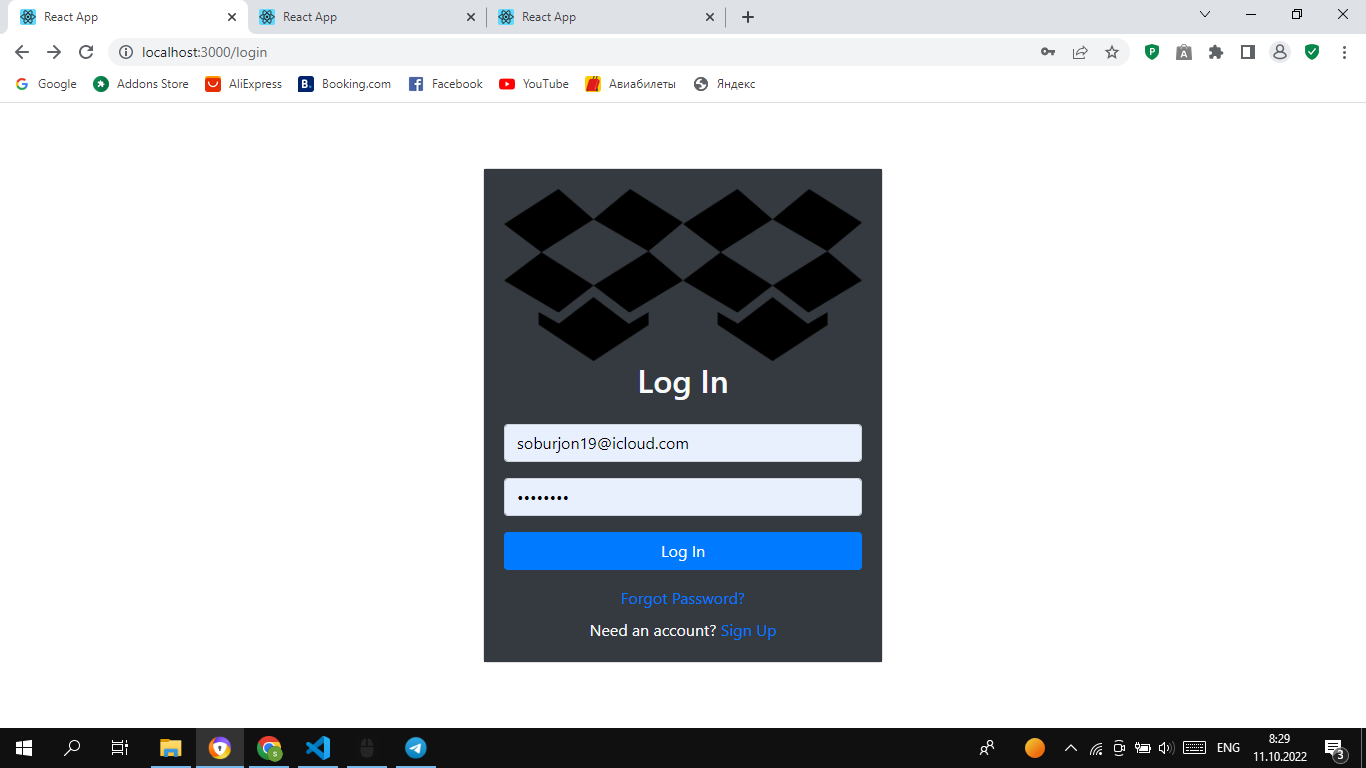 React App
React App
React App
localhost:3000/login
Google
Addons Store
AliExpress
B.
Booking.com
Facebook
YouTube
Авиабилеты
Яндекс
Log In
soburjon19@icloud.com
Log In
Forgot Password?
Need an account? Sign Up
ENG
8:29
11.10.2022
3